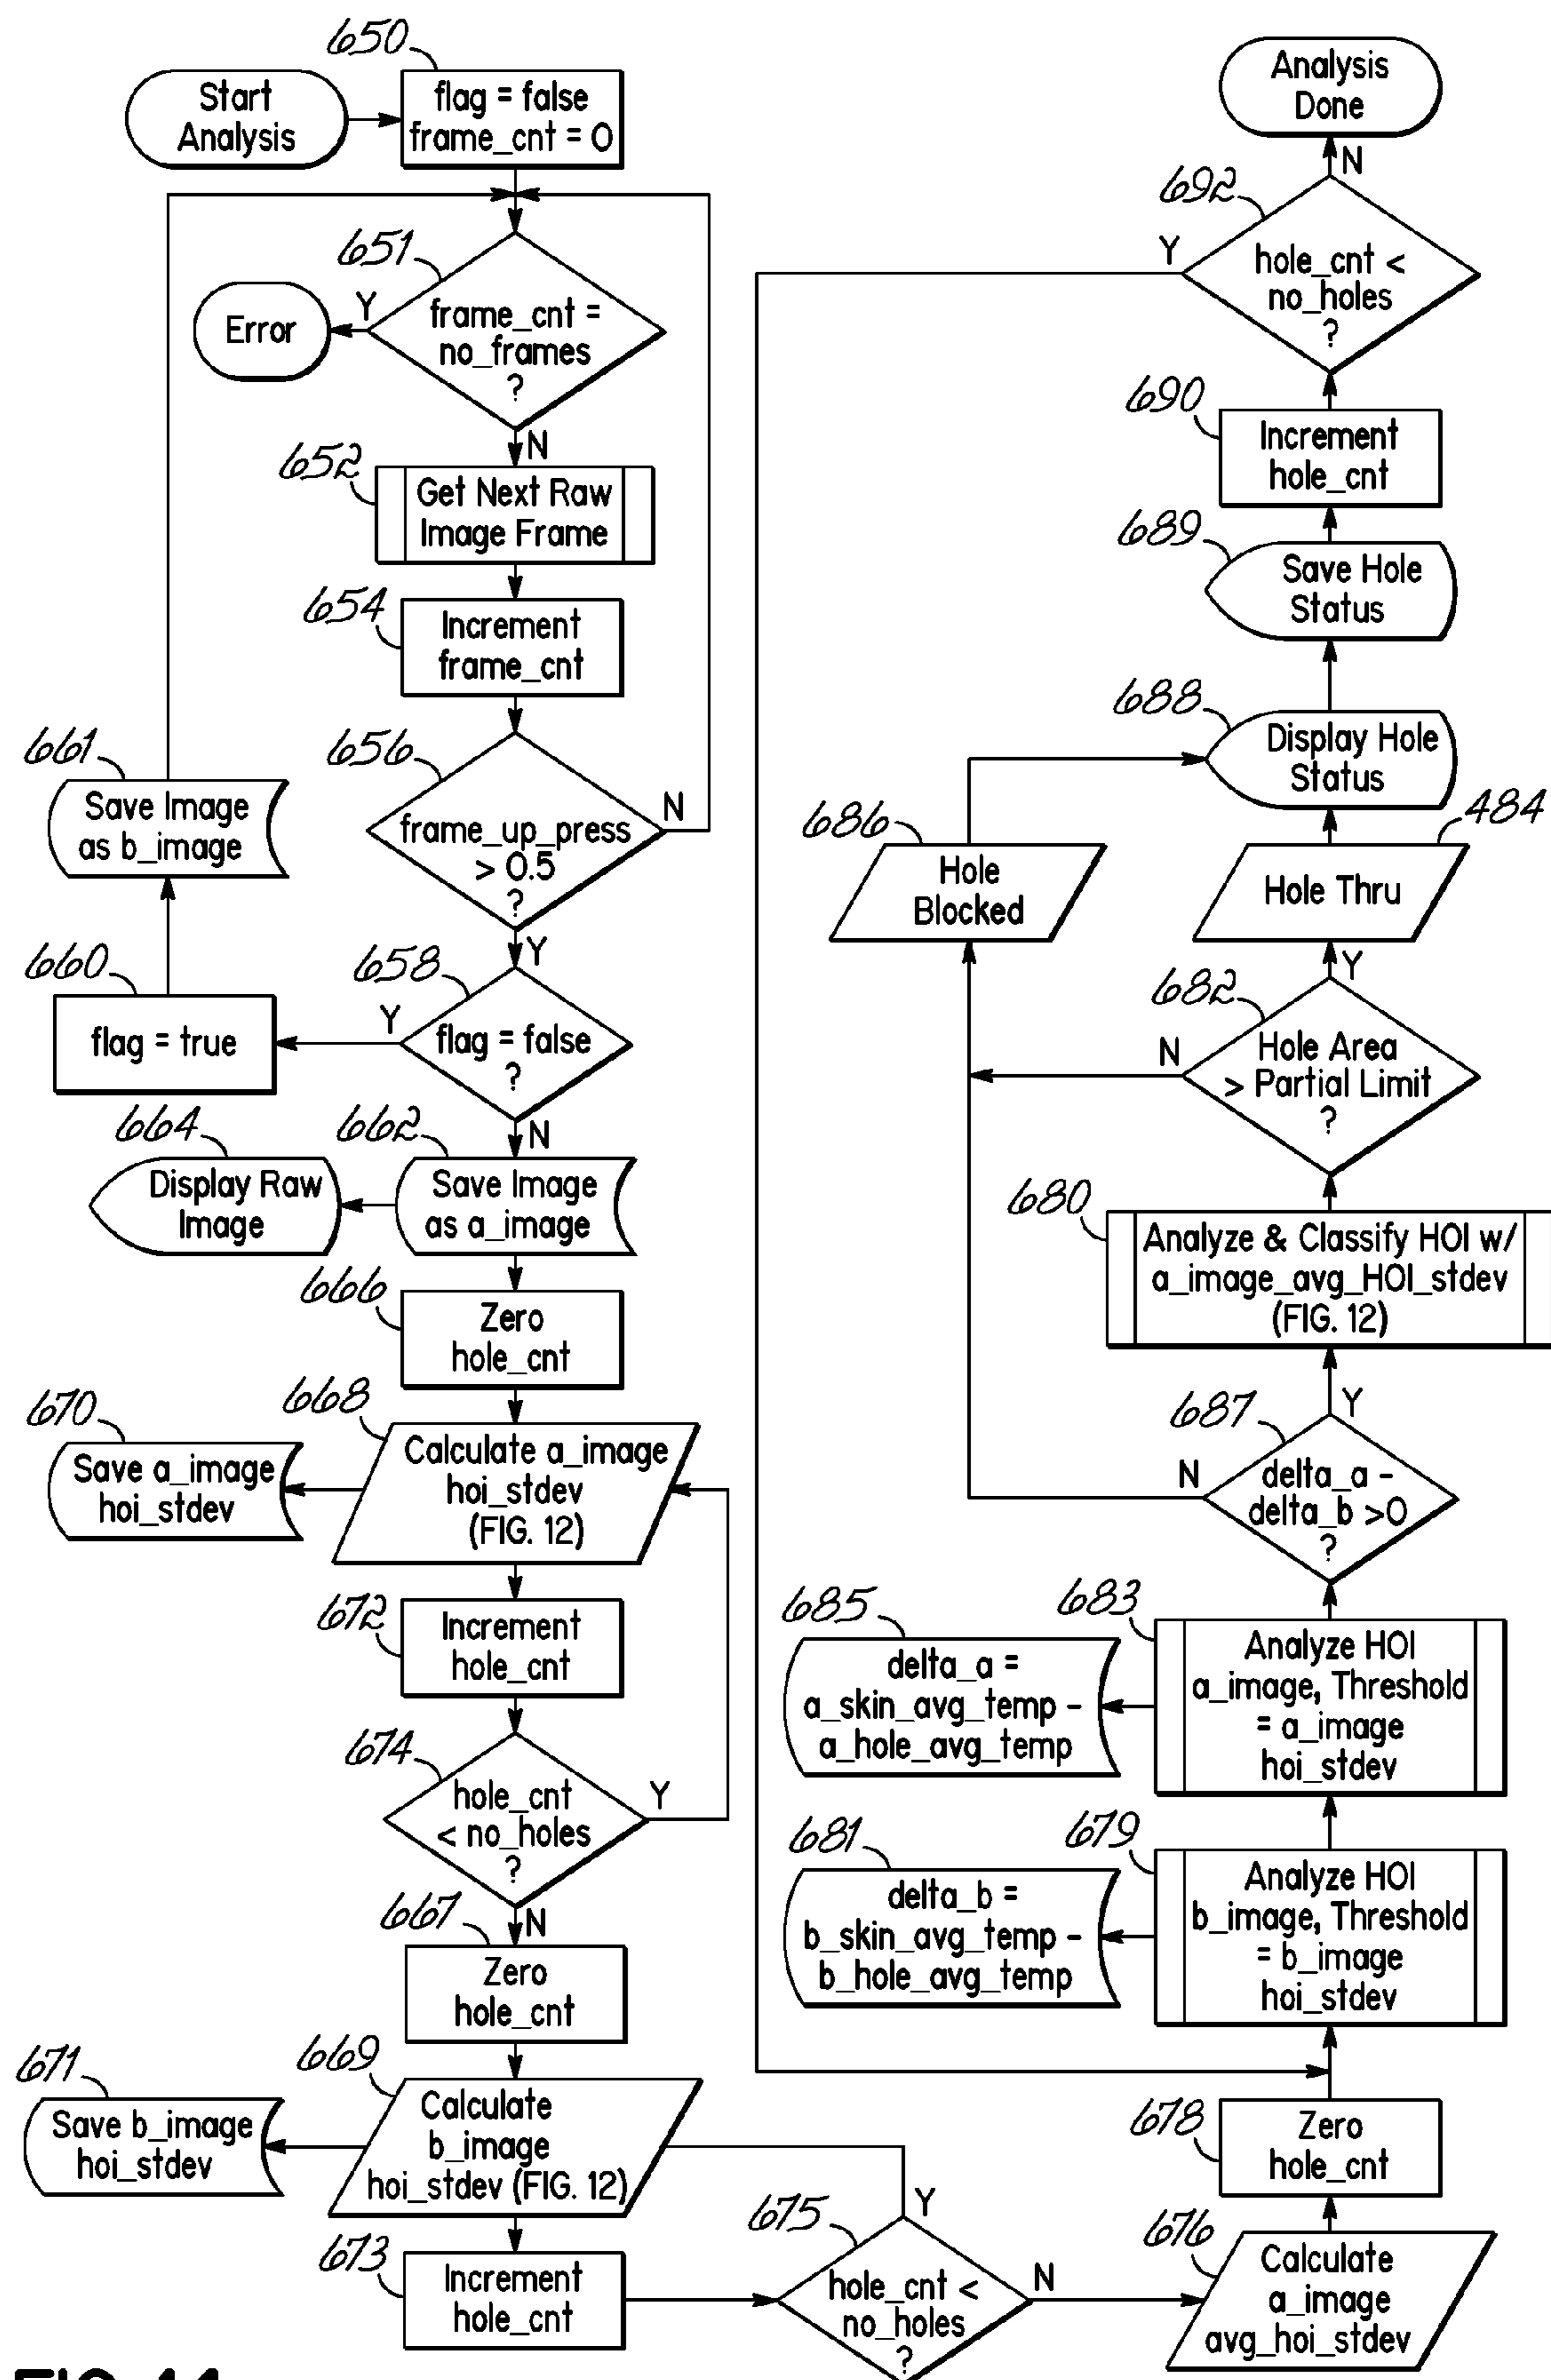 650
Start
Analysis
flag = false
frame_cnt = 0
651
Error
Y
frame_cnt =
no_frames
?
N
652
Get Next Raw
Image Frame
654
Increment
frame_cnt
656
frame_up_press
> 0.5
?
N
Y
661
Save Image
as b_image
660
flag = true
658
Y
flag = false
?
N
664
Display Raw
Image
662
Save Image
as a_image
666
Zero
hole_cnt
668
Calculate a_image
hoi_stdev
(FIG. 12)
670
Save a_image
hoi_stdev
672
Increment
hole_cnt
674
hole_cnt
< no_holes
?
Y
N
667
Zero
hole_cnt
669
Calculate
b_image
hoi_stdev (FIG. 12)
671
Save b_image
hoi_stdev
673
Increment
hole_cnt
675
Y
hole_cnt <
no_holes
?
N
676
Calculate
a_image
avg_hoi_stdev
678
Zero
hole_cnt
679
Analyze HOI
b_image, Threshold
= b_image
hoi_stdev
681
delta_b =
b_skin_avg_temp -
b_hole_avg_temp
683
Analyze HOI
a_image, Threshold
= a_image
hoi_stdev
685
delta_a =
a_skin_avg_temp -
a_hole_avg_temp
687
Y
N
delta_a -
delta_b >0
?
680
Analyze & Classify HOI w/
a_image_avg_HOI_stdev
(FIG. 12)
682
Y
N
Hole Area
> Partial Limit
?
686
Hole
Blocked
484
Hole Thru
688
Display Hole
Status
689
Save Hole
Status
690
Increment
hole_cnt
692
Y
hole_cnt <
no_holes
?
N
Analysis
Done